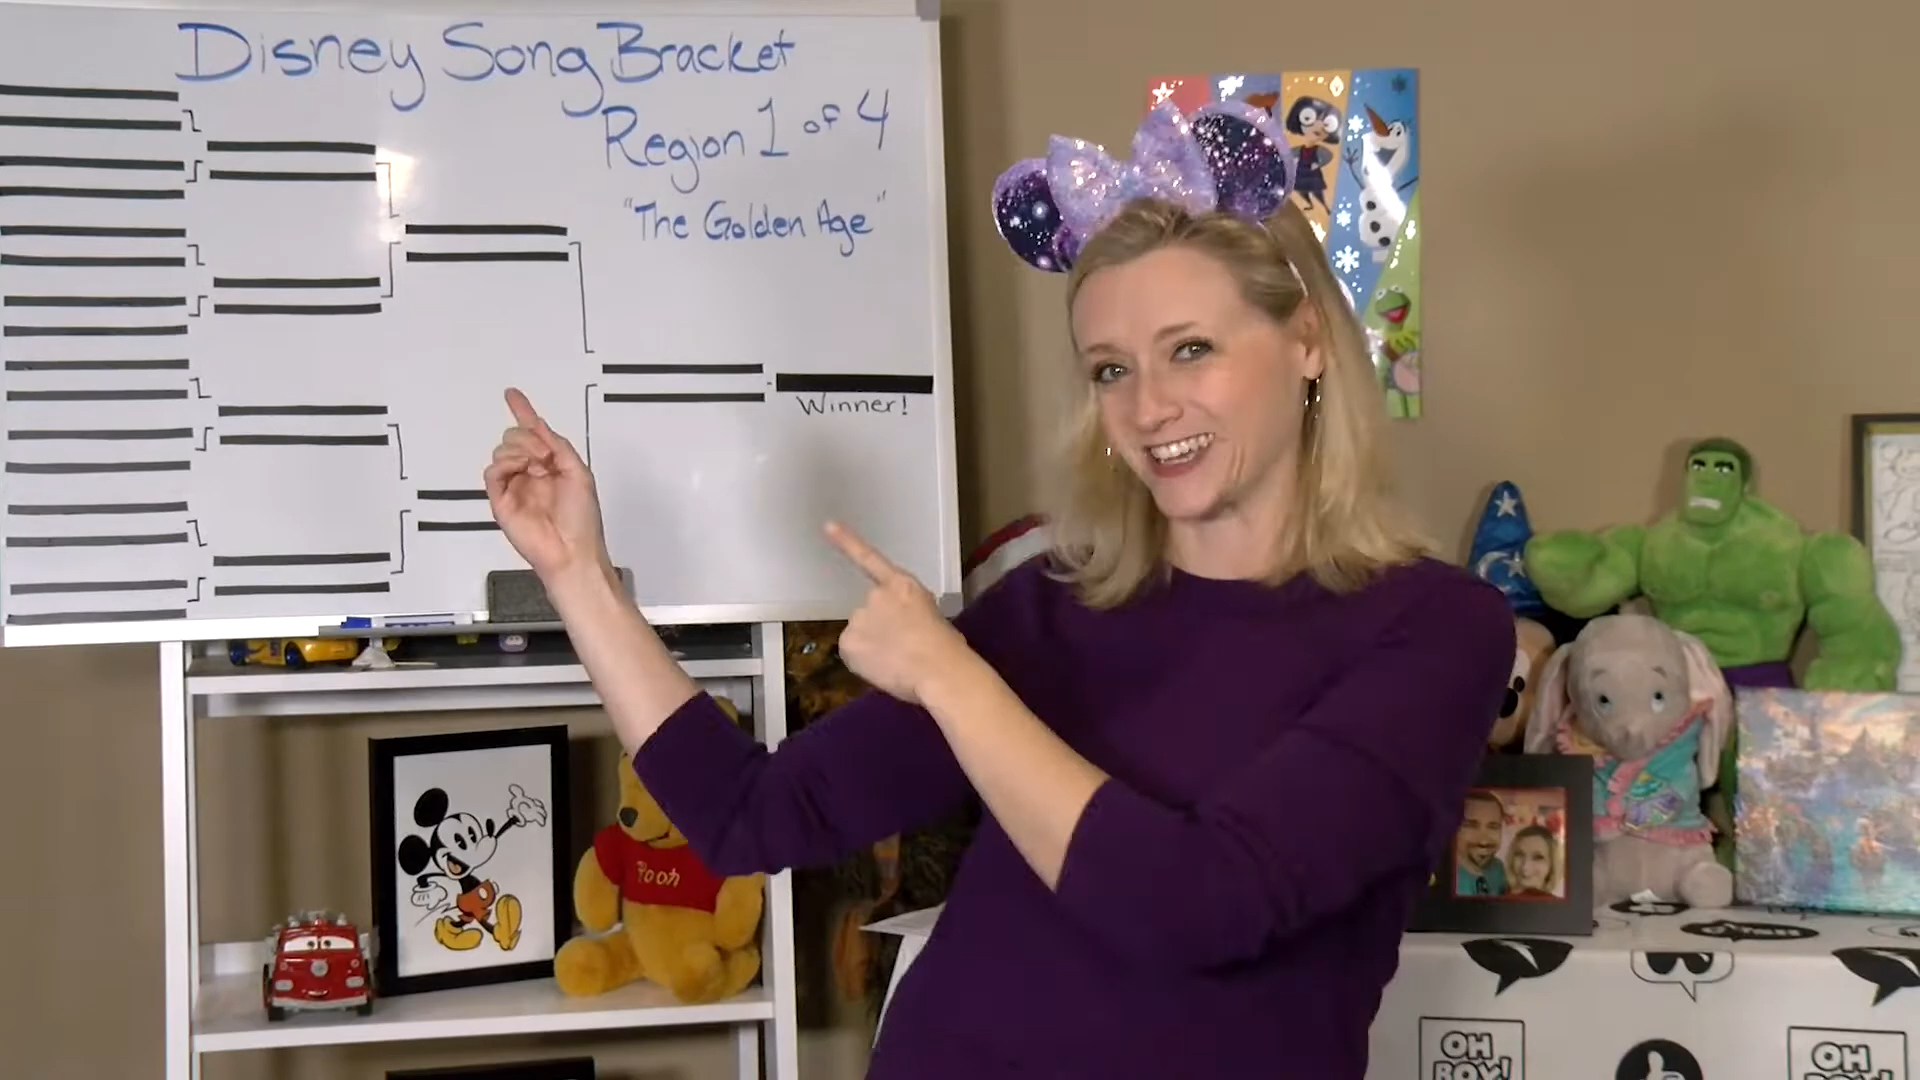 Disney Song Bracket
Region 1 of 4
"The Golden Age"
Winner!
Pooh
OH
BOY!
OH
BOY!